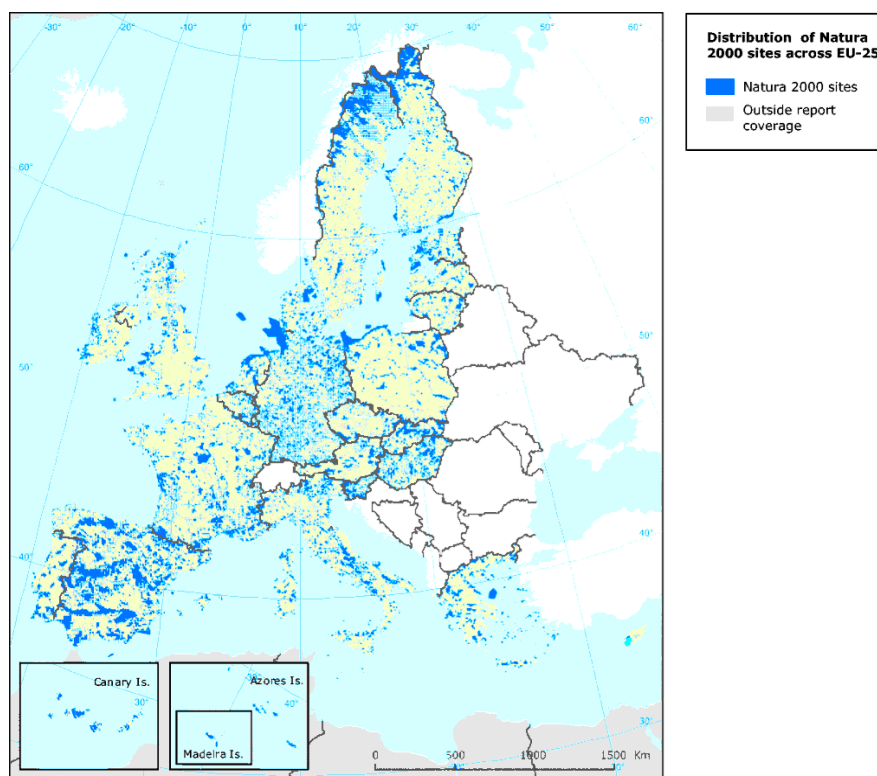 -30°
-20°
-10°
0°
10°
20°
30°
40°
50°
60°
60°
60°
50°
50°
40°
40°
Canary Is.
30°
Azores Is.
30°
40°
Madeira Is.
0 500 1000 1500 Km
30°
Distribution of Natura
2000 sites across EU-25
Natura 2000 sites
Outside report
coverage